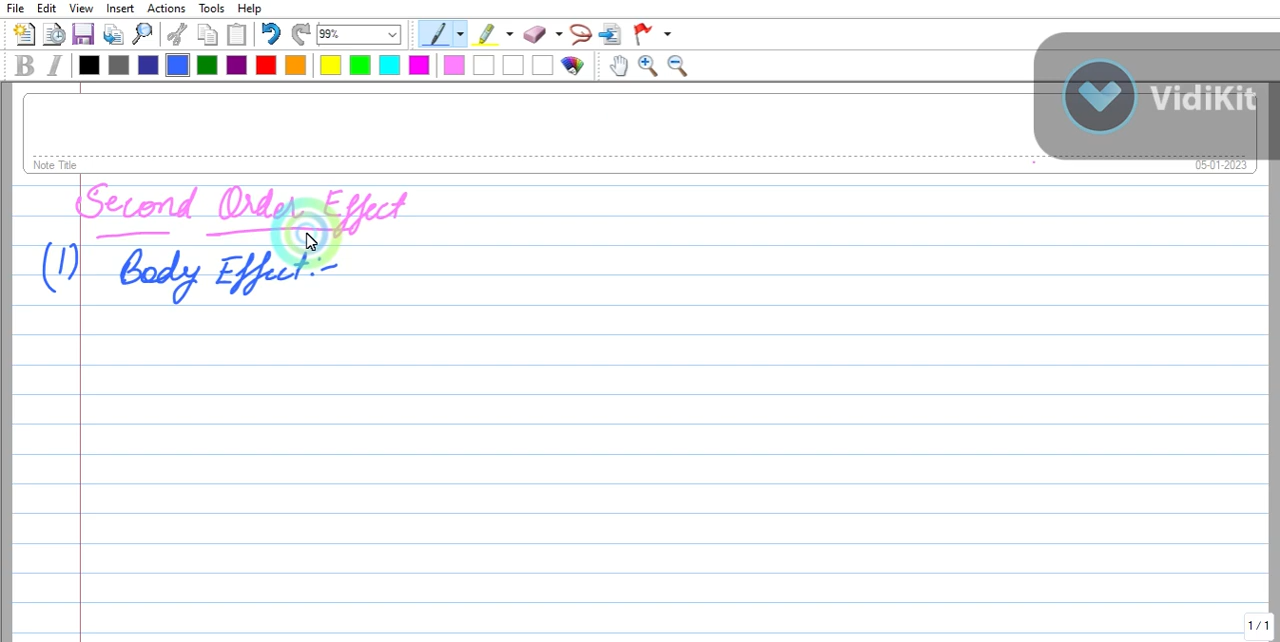 File Edit View Insert Actions Tools Help
99%
B I
VidiKit
Note Title 05-01-2023
Second Order Effect
(1) Body Effect:-
1 / 1